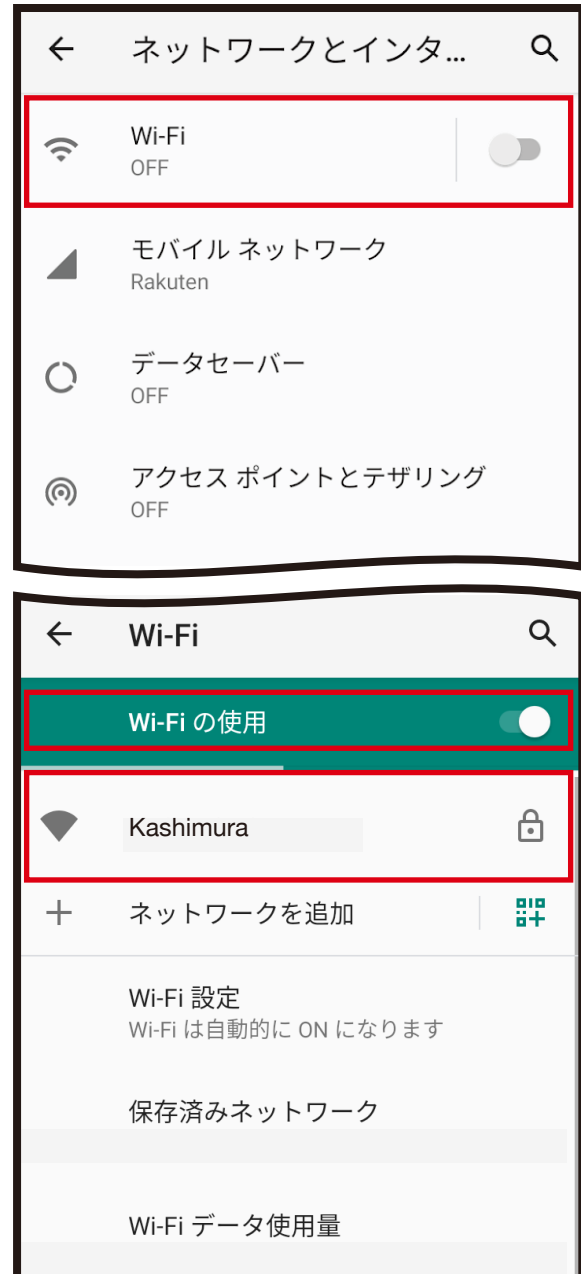 ネットワークとインタ...
Wi-Fi
OFF
モバイル ネットワーク
Rakuten
データセーバー
OFF
アクセス ポイントとテザリング
OFF
Wi-Fi
Wi-Fi の使用
Kashimura
ネットワークを追加
Wi-Fi 設定
Wi-Fi は自動的に ON になります
保存済みネットワーク
Wi-Fi データ使用量